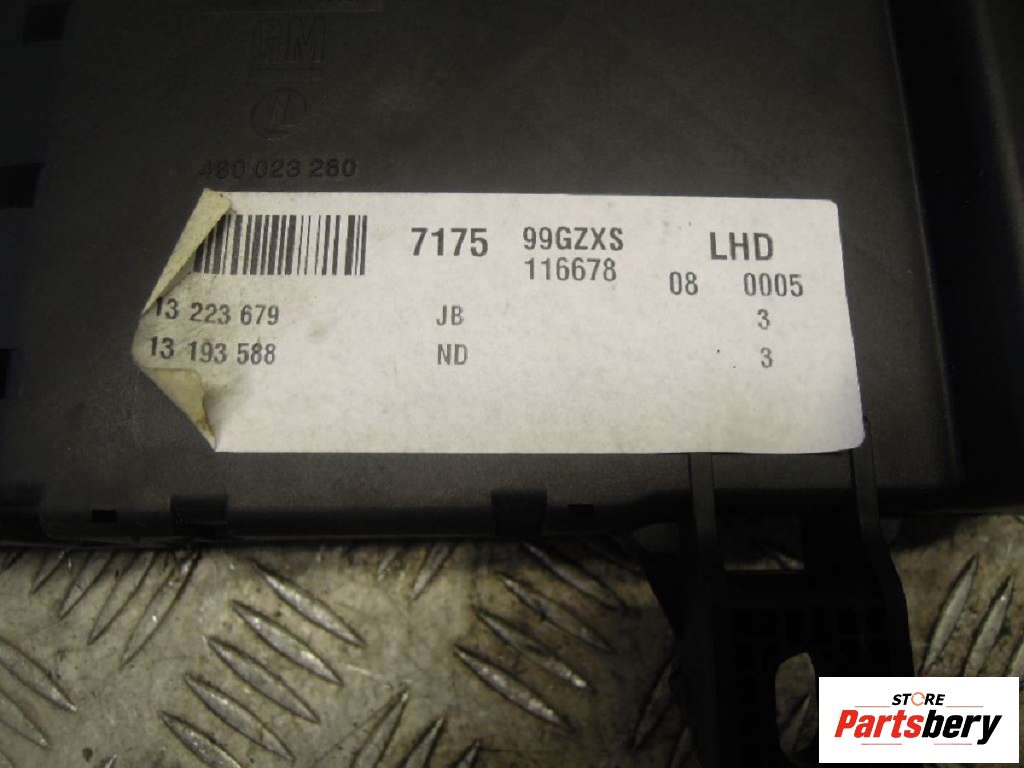 GM
480 023 280
7175 99GZXS LHD
116678 08 0005
13 223 679 JB 3
13 193 588 ND 3
STORE
Partsbery